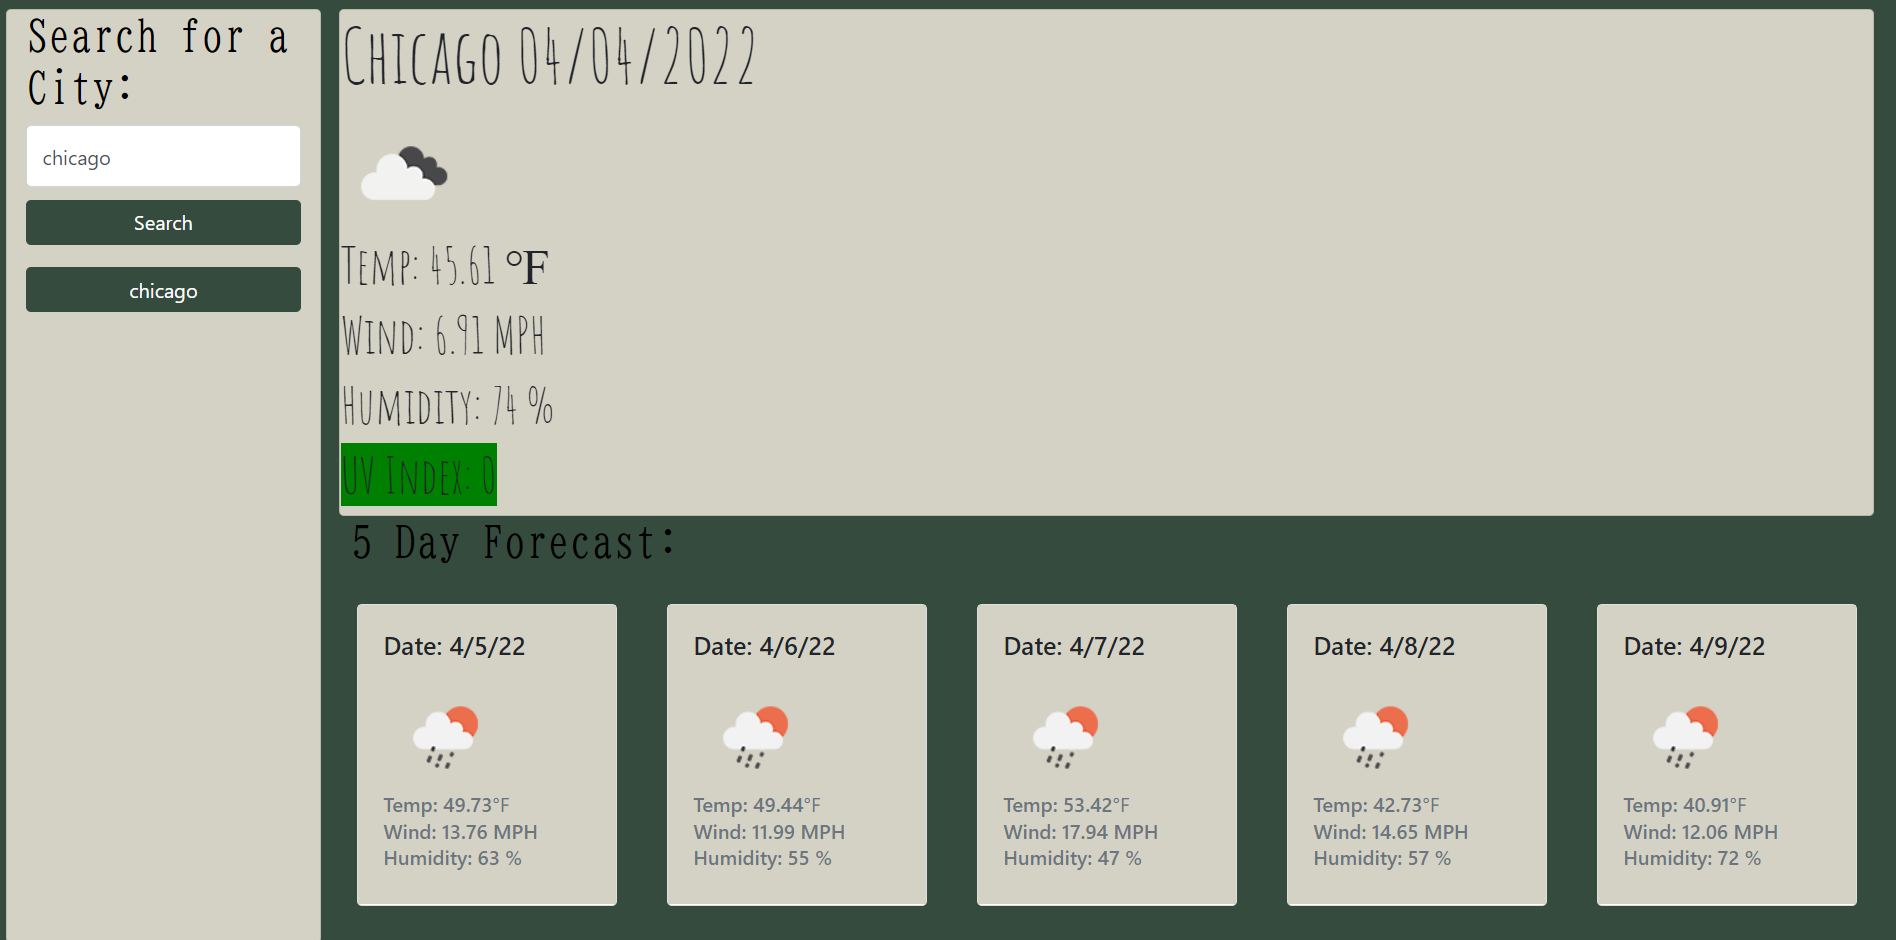 Search for a
City:
chicago
Search
chicago
Chicago 04/04/2022
Temp: 45.61 °F
Wind: 6.91 MPH
Humidity: 74 %
UV Index: 0
5 Day Forecast:
Date: 4/5/22
Temp: 49.73°F
Wind: 13.76 MPH
Humidity: 63 %
Date: 4/6/22
Temp: 49.44°F
Wind: 11.99 MPH
Humidity: 55 %
Date: 4/7/22
Temp: 53.42°F
Wind: 17.94 MPH
Humidity: 47 %
Date: 4/8/22
Temp: 42.73°F
Wind: 14.65 MPH
Humidity: 57 %
Date: 4/9/22
Temp: 40.91°F
Wind: 12.06 MPH
Humidity: 72 %